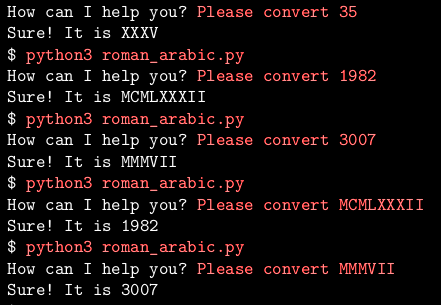 How can I help you? Please convert 35
Sure! It is XXXV
$ python3 roman_arabic.py
How can I help you? Please convert 1982
Sure! It is MCMLXXXII
$ python3 roman_arabic.py
How can I help you? Please convert 3007
Sure! It is MMMVII
$ python3 roman_arabic.py
How can I help you? Please convert MCMLXXXII
Sure! It is 1982
$ python3 roman_arabic.py
How can I help you? Please convert MMMVII
Sure! It is 3007